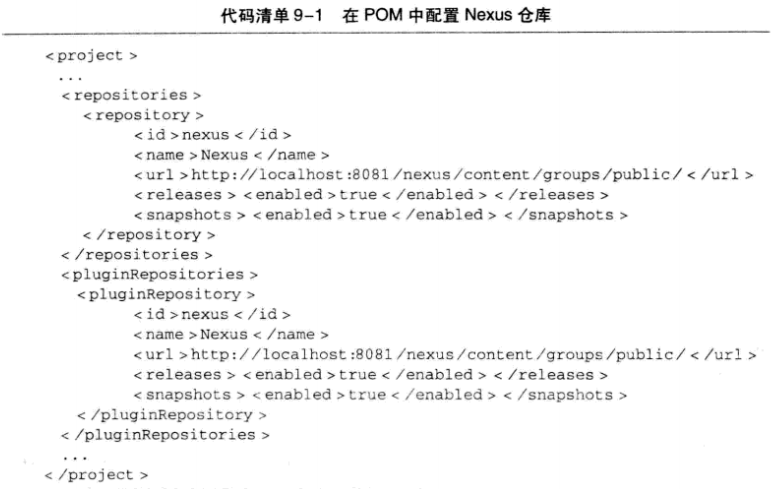 代码清单 9-1 在 POM 中配置 Nexus 仓库
<project>
...
<repositories>
<repository>
<id>nexus</id>
<name>Nexus</name>
<url>http://localhost:8081/nexus/content/groups/public/</url>
<releases><enabled>true</enabled></releases>
<snapshots><enabled>true</enabled></snapshots>
</repository>
</repositories>
<pluginRepositories>
<pluginRepository>
<id>nexus</id>
<name>Nexus</name>
<url>http://localhost:8081/nexus/content/groups/public/</url>
<releases><enabled>true</enabled></releases>
<snapshots><enabled>true</enabled></snapshots>
</pluginRepository>
</pluginRepositories>
...
</project>